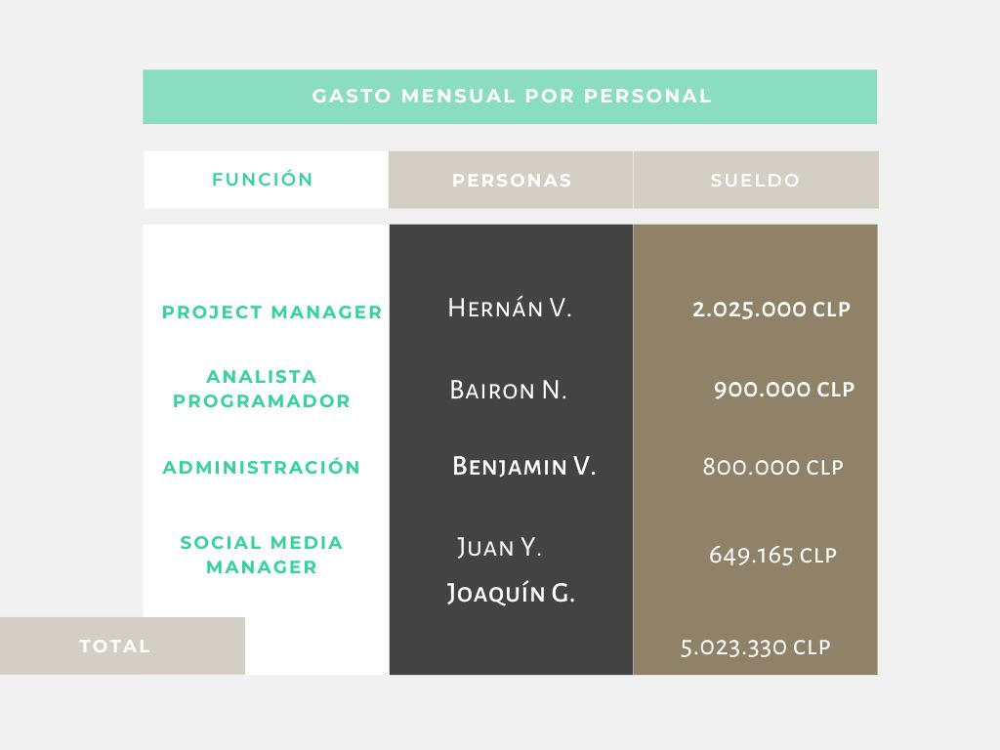 GASTO MENSUAL POR PERSONAL
FUNCIÓN PERSONAS SUELDO
PROJECT MANAGER HERNÁN V. 2.025.000 CLP
ANALISTA
PROGRAMADOR BAIRON N. 900.000 CLP
ADMINISTRACIÓN BENJAMIN V. 800.000 CLP
SOCIAL MEDIA
MANAGER JUAN Y. 649.165 CLP
JOAQUÍN G.
TOTAL 5.023.330 CLP